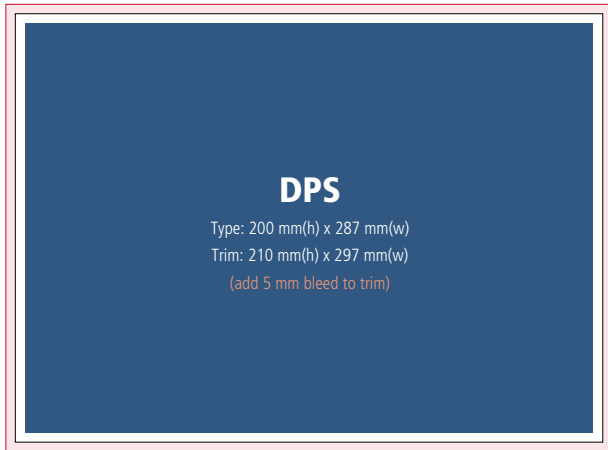 DPS
Type: 200 mm(h) x 287 mm(w)
Trim: 210 mm(h) x 297 mm(w)
(add 5 mm bleed to trim)